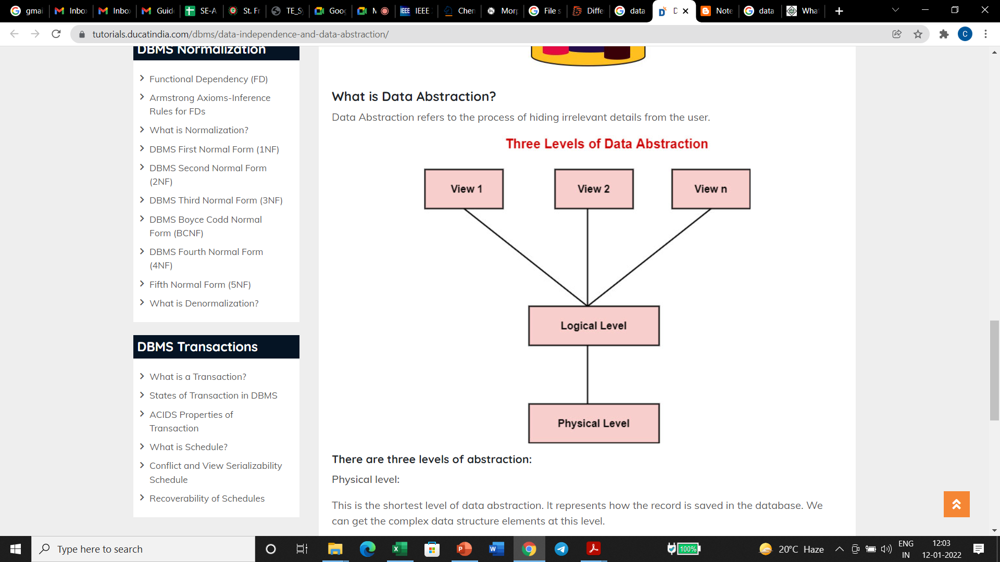 gmai
Inbo
Inbo
Guid
SE-A
St. Fr
TE_S
Goo
M
IEEE
IEEE
Chen
Mor
File s
Diffe
data
D
Note
data
Wha
tutorials.ducatindia.com/dbms/data-independence-and-data-abstraction/
C
DBMS Normalization
Functional Dependency (FD)
Armstrong Axioms-Inference
Rules for FDs
What is Normalization?
DBMS First Normal Form (1NF)
DBMS Second Normal Form
(2NF)
DBMS Third Normal Form (3NF)
DBMS Boyce Codd Normal
Form (BCNF)
DBMS Fourth Normal Form
(4NF)
Fifth Normal Form (5NF)
What is Denormalization?
DBMS Transactions
What is a Transaction?
States of Transaction in DBMS
ACIDS Properties of
Transaction
What is Schedule?
Conflict and View Serializability
Schedule
Recoverability of Schedules
What is Data Abstraction?
Data Abstraction refers to the process of hiding irrelevant details from the user.
Three Levels of Data Abstraction
View 1
View 2
View n
Logical Level
Physical Level
There are three levels of abstraction:
Physical level:
This is the shortest level of data abstraction. It represents how the record is saved in the database. We
can get the complex data structure elements at this level.
Type here to search
100%
20°C Haze
ENG
IN
12:03
12-01-2022